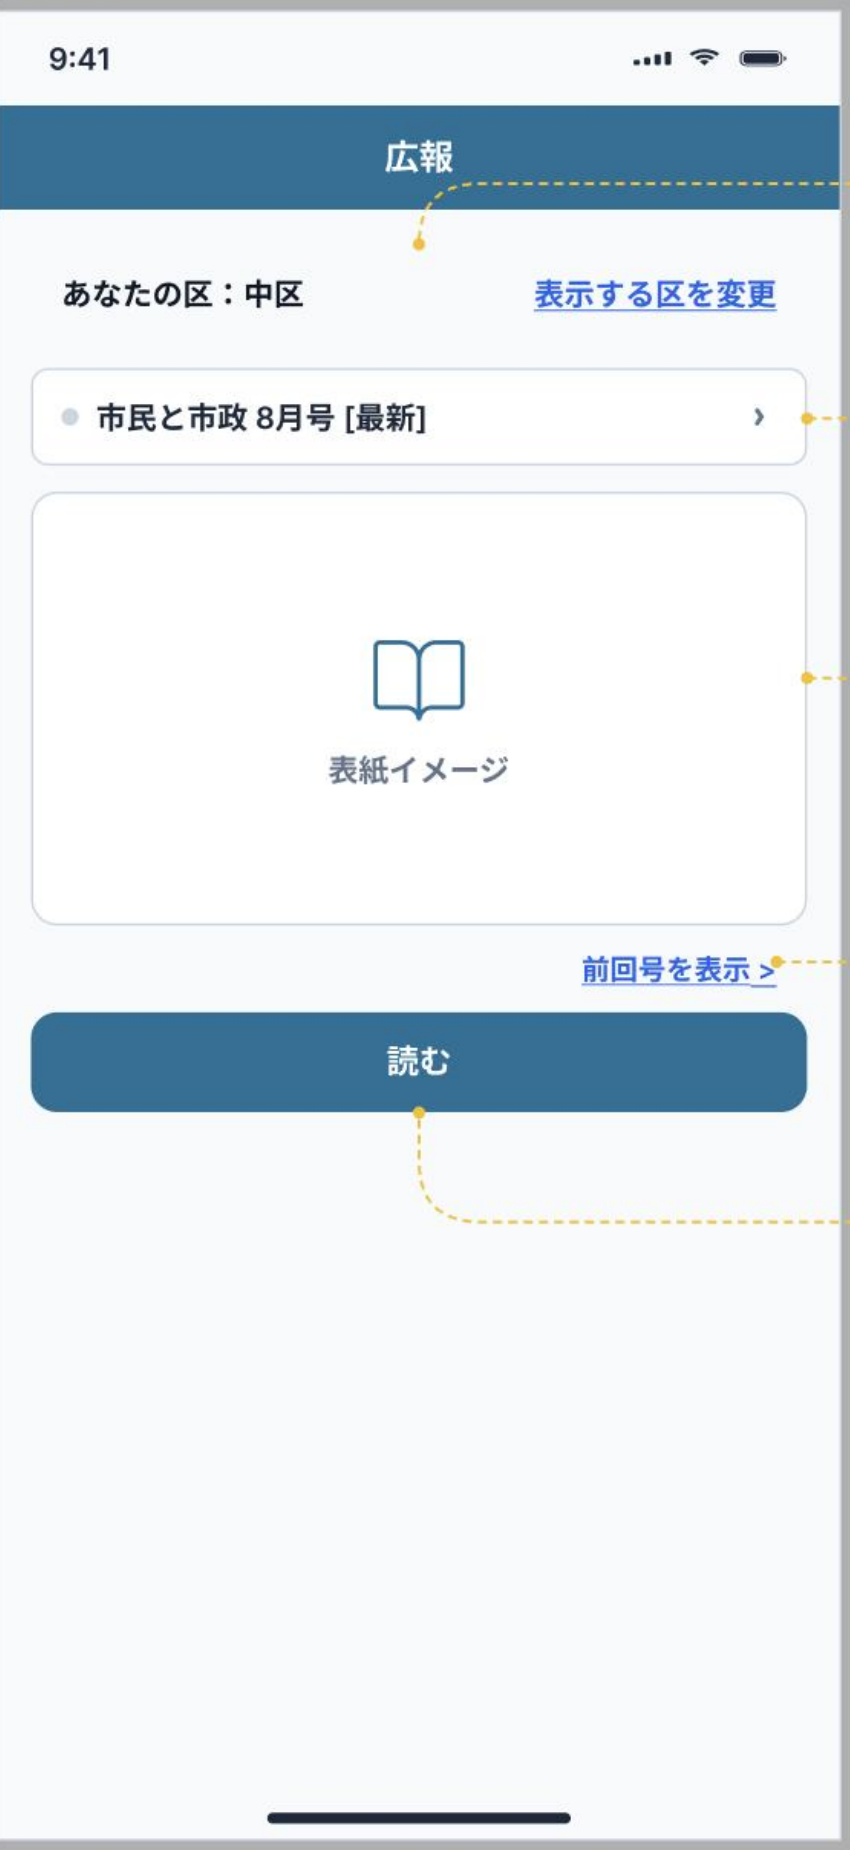 9:41
広報
あなたの区：中区
表示する区を変更
市民と市政 8月号 [最新]
表紙イメージ
前回号を表示 >
読む